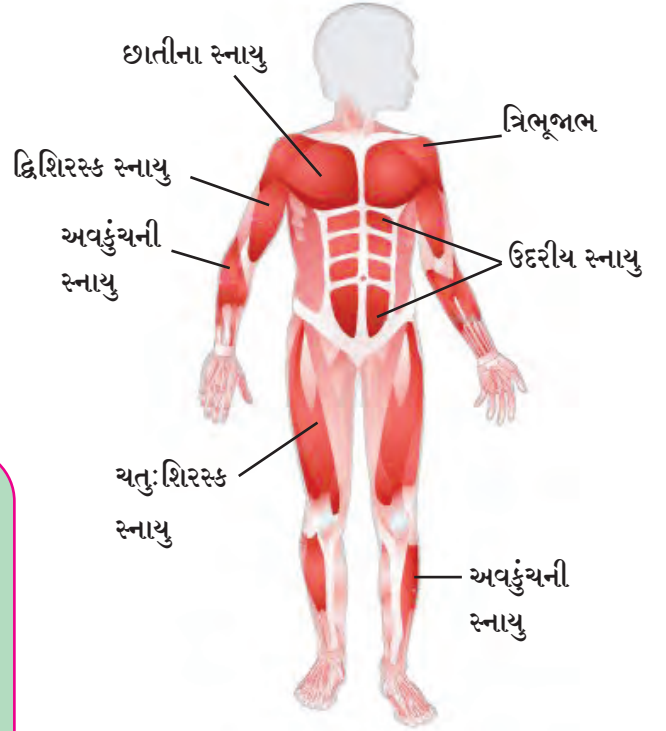 છાતીના સ્નાયુ
ત્રિભૂજાભ
દ્વિશિરસ્ક સ્નાયુ
અવકુંચની
સ્નાયુ
ઉદરીય સ્નાયુ
ચતુઃશિરસ્ક
સ્નાયુ
અવકુંચની
સ્નાયુ